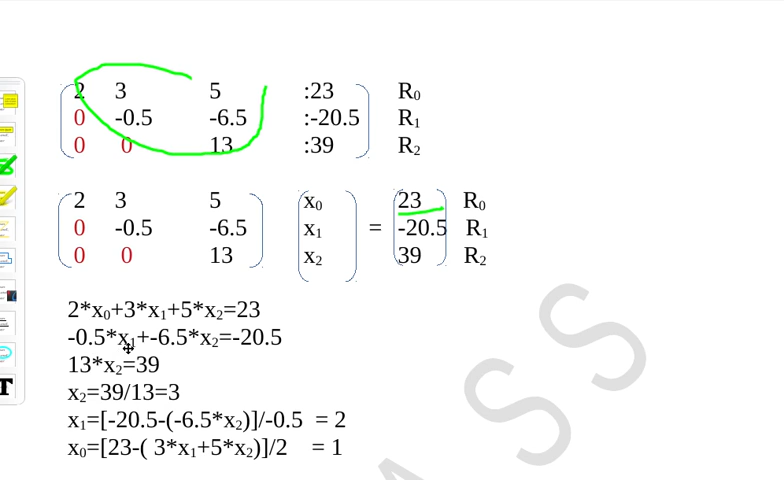 2 3 5 :23 R₀
0 -0.5 -6.5 :-20.5 R₁
0 0 13 :39 R₂
2 3 5 x₀ 23 R₀
0 -0.5 -6.5 x₁ = -20.5 R₁
0 0 13 x₂ 39 R₂
2*x₀+3*x₁+5*x₂=23
-0.5*x₁+-6.5*x₂=-20.5
13*x₂=39
x₂=39/13=3
x₁=[-20.5-(-6.5*x₂)]/-0.5 = 2
x₀=[23-( 3*x₁+5*x₂)]/2 = 1
ASS
T